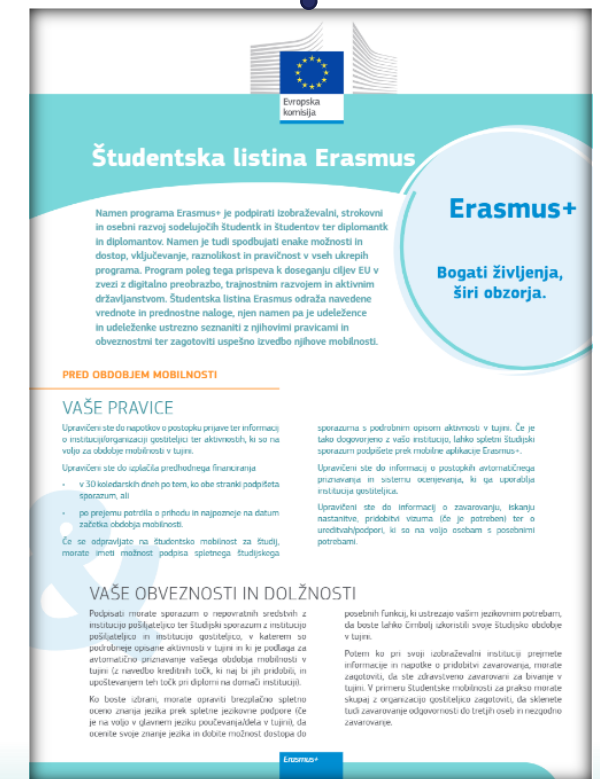 Evropska
komisija
Študentska listina Erasmus
Namen programa Erasmus+ je podpirati izobraževalni, strokovni
in osebni razvoj sodelujočih študentk in študentov ter diplomantk
in diplomantov. Namen je tudi spodbujati enake možnosti in
dostop, vključevanje, raznolikost in pravičnost v vseh ukrepih
programa. Program poleg tega prispeva k doseganju ciljev EU v
zvezi z digitalno preobrazbo, trajnostnim razvojem in aktivnim
državljanstvom. Študentska listina Erasmus odraža navedene
vrednote in prednostne naloge, njen namen pa je udeležence
in udeleženke ustrezno seznaniti z njihovimi pravicami in
obveznostmi ter zagotoviti uspešno izvedbo njihove mobilnosti.
Erasmus+
Bogati življenja,
širi obzorja.
PRED OBDOBJEM MOBILNOSTI
VAŠE PRAVICE
Upravičeni ste do napotkov o postopku prijave ter informacij
o instituciji/organizaciji gostiteljici ter aktivnostih, ki so na
voljo za obdobje mobilnosti v tujini.
Upravičeni ste do izplačila predhodnega financiranja
• v 30 koledarskih dneh po tem, ko obe stranki podpišeta
sporazum, ali
• po prejemu potrdila o prihodu in najpozneje na datum
začetka obdobja mobilnosti.
Če se odpravljate na študentsko mobilnost za študij,
morate imeti možnost podpisa spletnega študijskega
sporazuma s podrobnim opisom aktivnosti v tujini. Če je
tako dogovorjeno z vašo institucijo, lahko spletni študijski
sporazum podpišete prek mobilne aplikacije Erasmus+.
Upravičeni ste do informacij o postopkih avtomatičnega
priznavanja in sistemu ocenjevanja, ki ga uporablja
institucija gostiteljica.
Upravičeni ste do informacij o zavarovanju, iskanju
nastanitve, pridobitvi vizuma (če je potreben) ter o
ureditvah/podpori, ki so na voljo osebam s posebnimi
potrebami.
VAŠE OBVEZNOSTI IN DOLŽNOSTI
Podpisati morate sporazum o nepovratnih sredstvih z
institucijo pošiljateljico ter študijski sporazum z institucijo
pošiljateljico in institucijo gostiteljico, v katerem so
podrobneje opisane aktivnosti v tujini in ki je podlaga za
avtomatično priznavanje vašega obdobja mobilnosti v
tujini (z navedbo kreditnih točk, ki naj bi jih pridobili, in
upoštevanjem teh točk pri diplomi na domači instituciji).
Ko boste izbrani, morate opraviti brezplačno spletno
oceno znanja jezika prek spletne jezikovne podpore (če
je na voljo v glavnem jeziku poučevanja/dela v tujini), da
ocenite svoje znanje jezika in dobite možnost dostopa do
posebnih funkcij, ki ustrezajo vašim jezikovnim potrebam,
da boste lahko čimbolj izkoristili svoje študijsko obdobje
v tujini.
Potem ko pri svoji izobraževalni instituciji prejmete
informacije in napotke o pridobitvi zavarovanja, morate
zagotoviti, da ste zdravstveno zavarovani za bivanje v
tujini. V primeru študentske mobilnosti za prakso morate
skupaj z organizacijo gostiteljico zagotoviti, da sklenete
tudi zavarovanje odgovornosti do tretjih oseb in nezgodno
zavarovanje.
Erasmus+